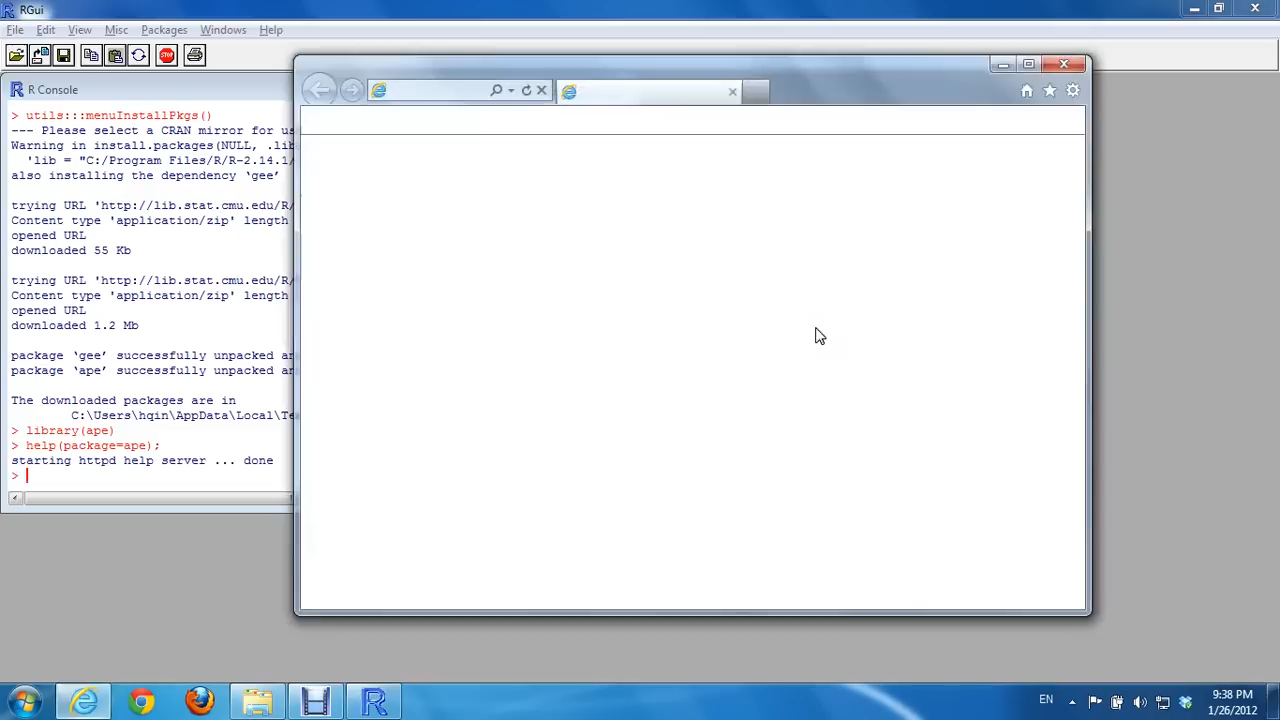 RGui
File Edit View Misc Packages Windows Help
R Console
> utils:::menuInstallPkgs()
--- Please select a CRAN mirror for us
Warning in install.packages(NULL, .lib
'lib = "C:/Program Files/R/R-2.14.1/
also installing the dependency ‘gee’
trying URL 'http://lib.stat.cmu.edu/R/
Content type 'application/zip' length
opened URL
downloaded 55 Kb
trying URL 'http://lib.stat.cmu.edu/R/
Content type 'application/zip' length
opened URL
downloaded 1.2 Mb
package ‘gee’ successfully unpacked an
package ‘ape’ successfully unpacked an
The downloaded packages are in
C:\Users\hqin\AppData\Local\Te
> library(ape)
> help(package=ape);
starting httpd help server ... done
>
STOP
EN
9:38 PM
1/26/2012